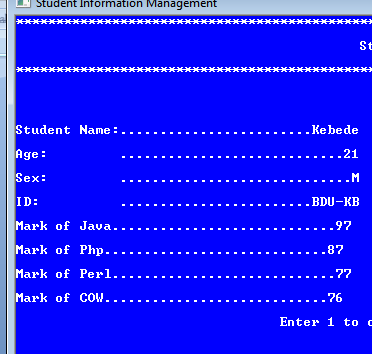 Student Information Management
********************************************
St
********************************************
Student Name:........................Kebede
Age:         ............................21
Sex:         .............................M
ID:          ........................BDU-KB
Mark of Java............................97
Mark of Php............................87
Mark of Perl............................77
Mark of COW............................76
Enter 1 to